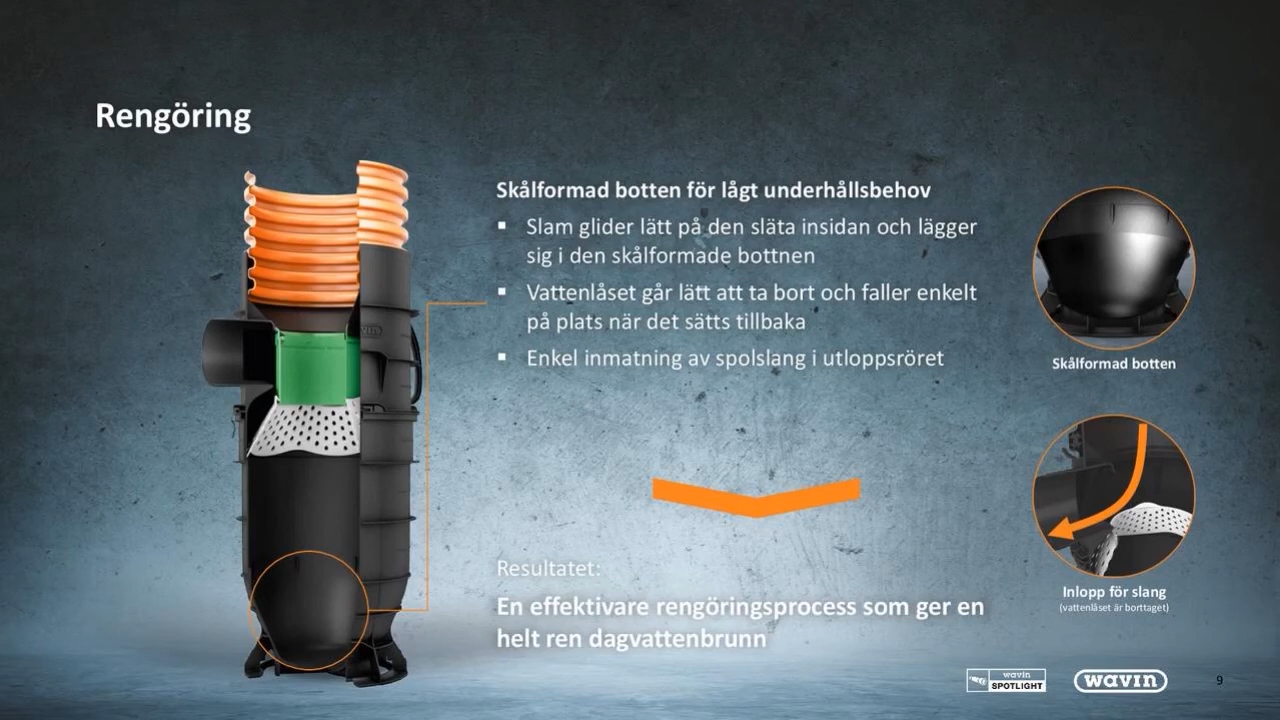 Rengöring
Skålformad botten för lågt underhållsbehov
▪ Slam glider lätt på den släta insidan och lägger
sig i den skålformade bottnen
▪ Vattenlåset går lätt att ta bort och faller enkelt
på plats när det sätts tillbaka
▪ Enkel inmatning av spolslang i utloppsröret
Skålformad botten
Inlopp för slang
(vattenlåset är borttaget)
Resultatet:
En effektivare rengöringsprocess som ger en
helt ren dagvattenbrunn
wavin
SPOTLIGHT
wavin
9